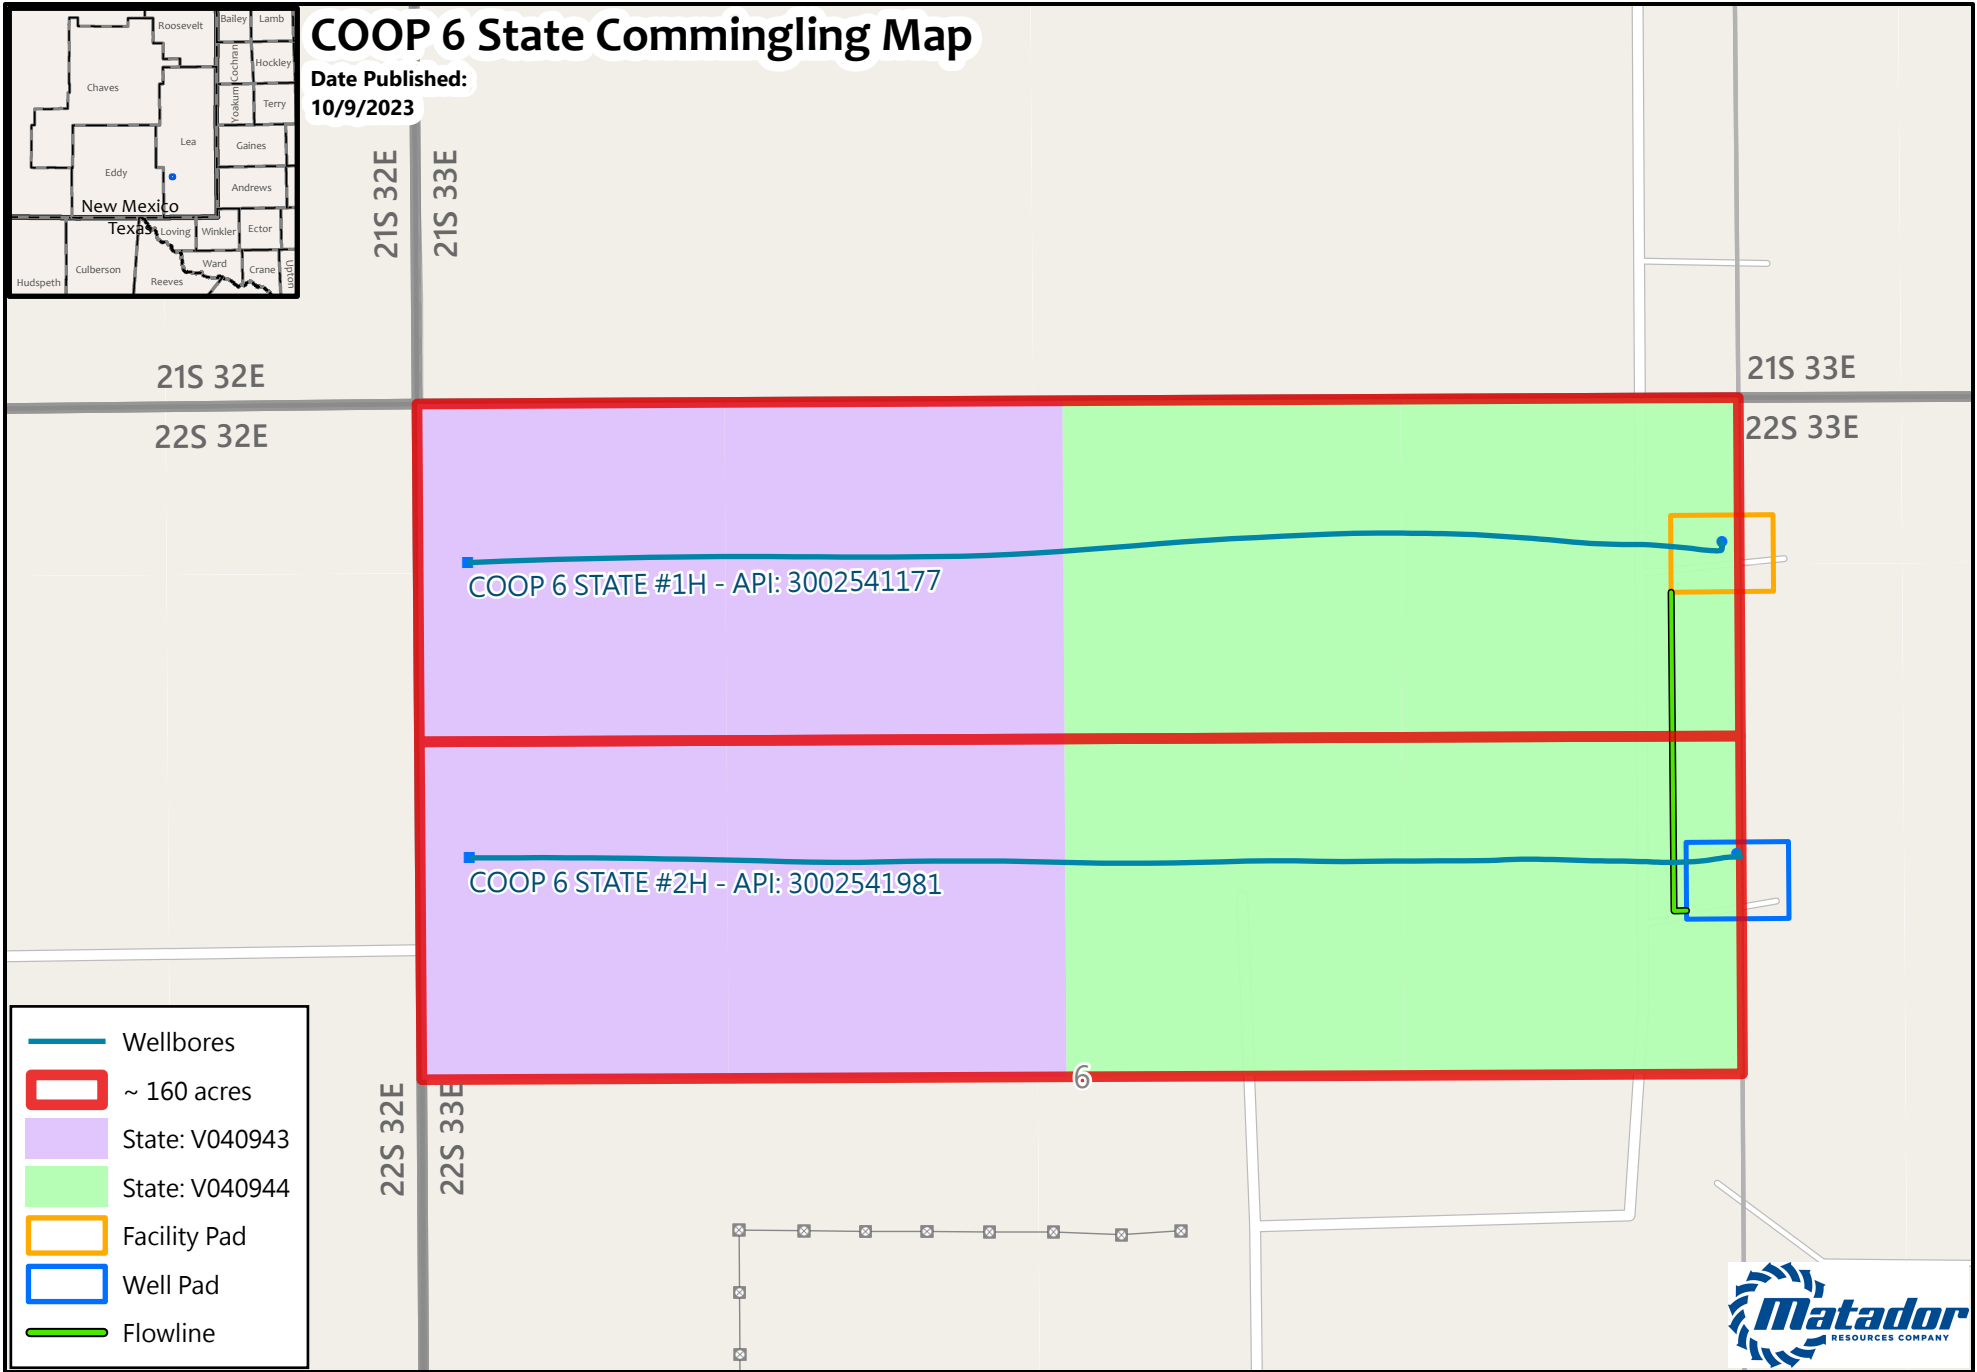 COOP 6 State Commingling Map
Date Published:
10/9/2023
Roosevelt
Bailey
Lamb
Cochran
Hockley
Chaves
Yoakum
Terry
Lea
Gaines
Eddy
Andrews
New Mexico
Texas
Loving
Winkler
Ector
Culberson
Ward
Crane
Upton
Hudspeth
Reeves
21S 32E
21S 33E
21S 32E
22S 32E
21S 33E
22S 33E
COOP 6 STATE #1H - API: 3002541177
COOP 6 STATE #2H - API: 3002541981
6
22S 32E
22S 33E
Wellbores
~ 160 acres
State: V040943
State: V040944
Facility Pad
Well Pad
Flowline
Matador
RESOURCES COMPANY